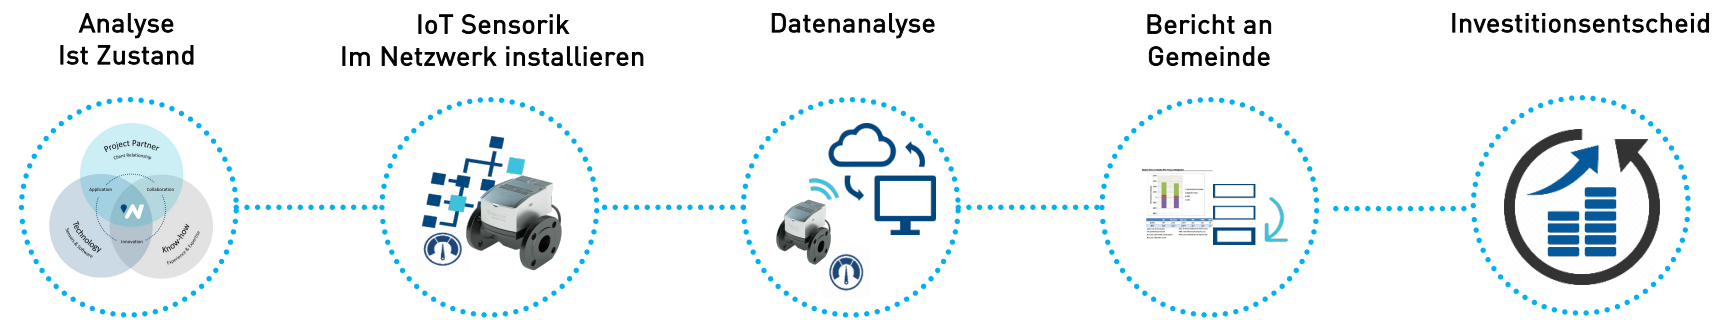 Analyse
Ist Zustand
IoT Sensorik
Im Netzwerk installieren
Datenanalyse
Bericht an
Gemeinde
Investitionsentscheid
Project Partner
Client Relationship
Application
Collaboration
Innovation
Technology
Sensors & Software
Know-how
Experience & Expertise